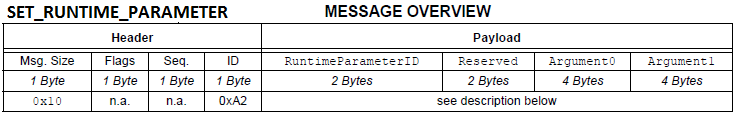 SET_RUNTIME_PARAMETER MESSAGE OVERVIEW
Header Payload
Msg. Size Flags Seq. ID RuntimeParameterID Reserved Argument0 Argument1
1 Byte 1 Byte 1 Byte 1 Byte 2 Bytes 2 Bytes 4 Bytes 4 Bytes
0x10 n.a. n.a. 0xA2 see description below